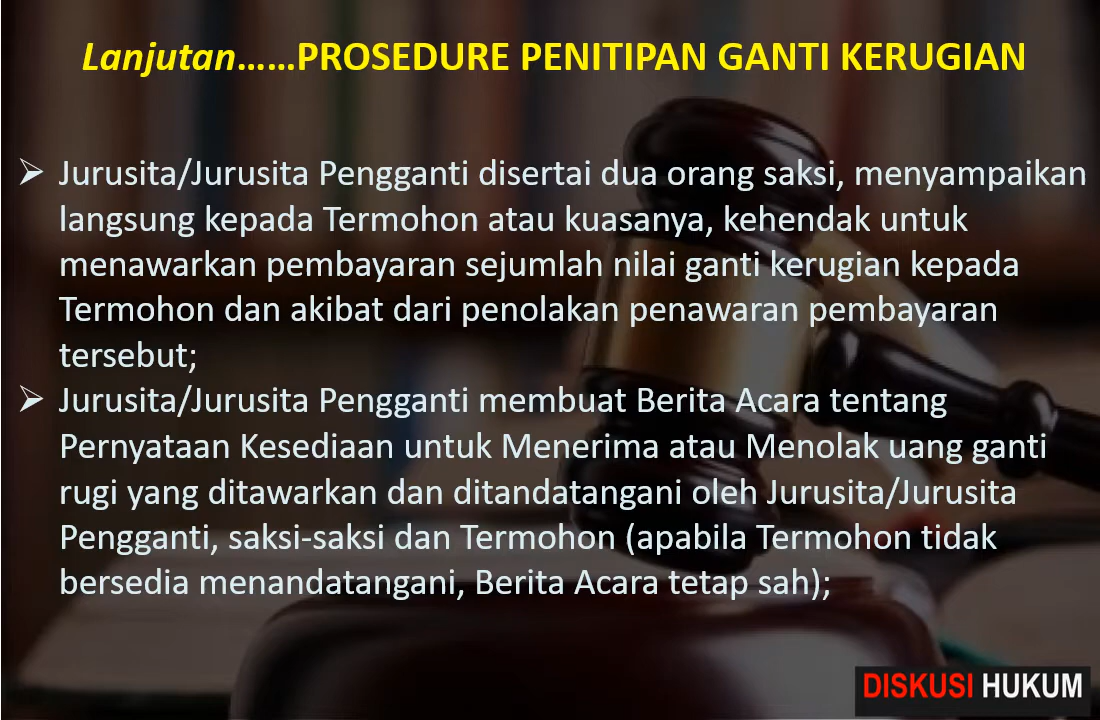 Lanjutan......PROSEDURE PENITIPAN GANTI KERUGIAN
➢ Jurusita/Jurusita Pengganti disertai dua orang saksi, menyampaikan
langsung kepada Termohon atau kuasanya, kehendak untuk
menawarkan pembayaran sejumlah nilai ganti kerugian kepada
Termohon dan akibat dari penolakan penawaran pembayaran
tersebut;
➢ Jurusita/Jurusita Pengganti membuat Berita Acara tentang
Pernyataan Kesediaan untuk Menerima atau Menolak uang ganti
rugi yang ditawarkan dan ditandatangani oleh Jurusita/Jurusita
Pengganti, saksi-saksi dan Termohon (apabila Termohon tidak
bersedia menandatangani, Berita Acara tetap sah);
DISKUSI HUKUM